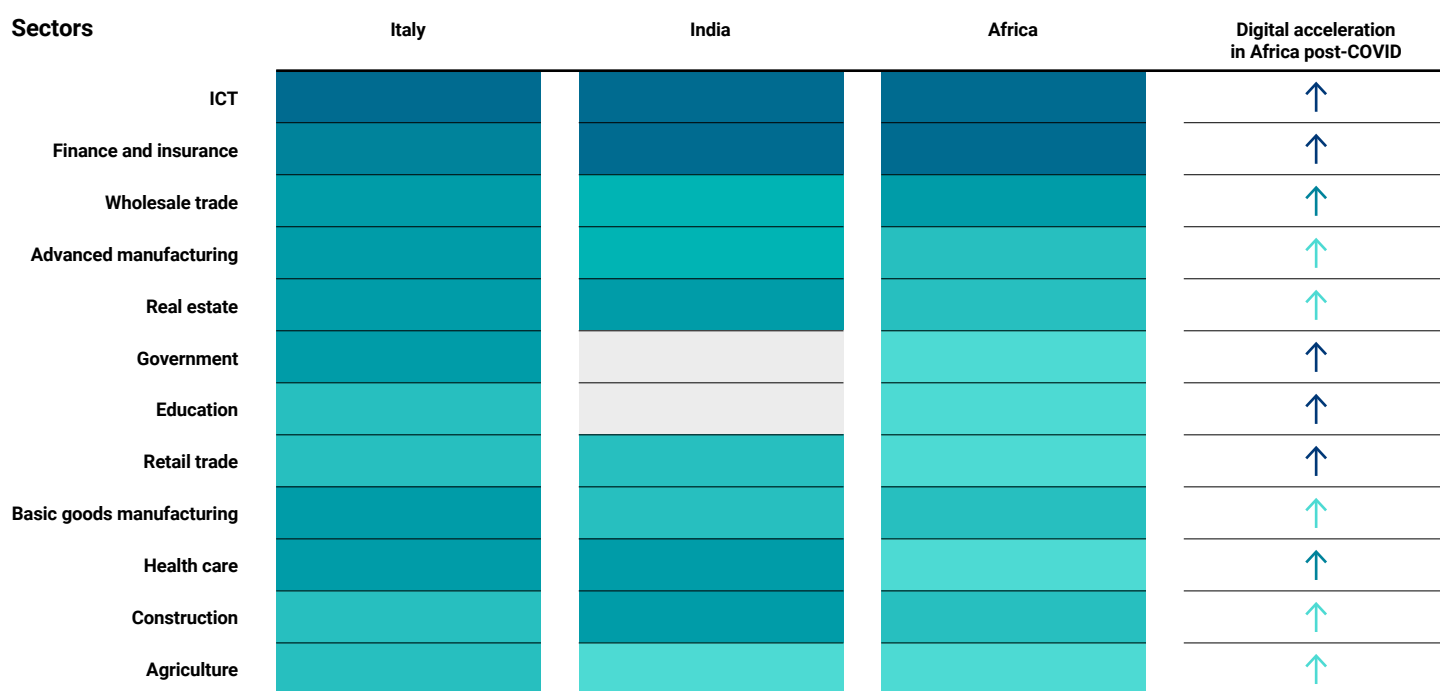 Sectors
Italy
India
Africa
Digital acceleration
in Africa post-COVID
ICT
Finance and insurance
Wholesale trade
Advanced manufacturing
Real estate
Government
Education
Retail trade
Basic goods manufacturing
Health care
Construction
Agriculture